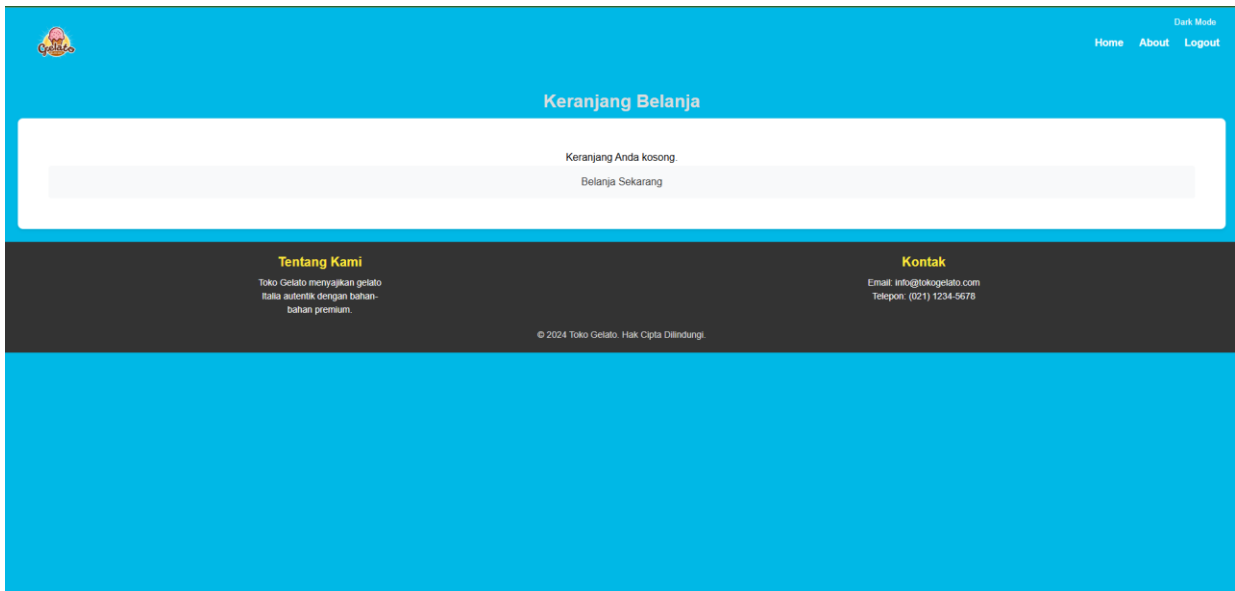 Gelato
Dark Mode
Home About Logout
Keranjang Belanja
Keranjang Anda kosong.
Belanja Sekarang
Tentang Kami
Toko Gelato menyajikan gelato
Italia autentik dengan bahan-
bahan premium.
Kontak
Email: info@tokogelato.com
Telepon: (021) 1234-5678
© 2024 Toko Gelato. Hak Cipta Dilindungi.